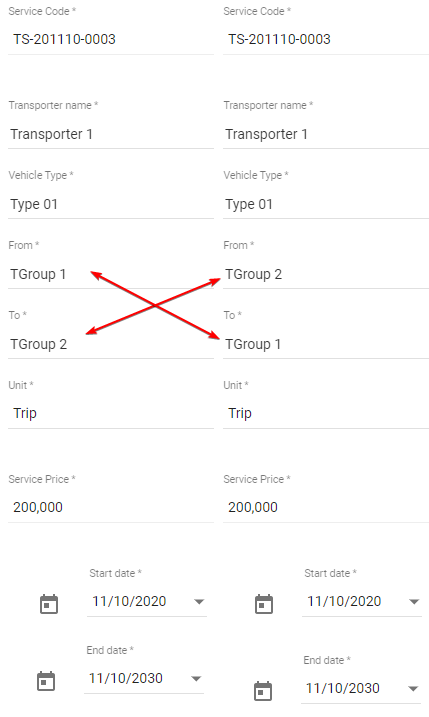 Service Code * Service Code *
TS-201110-0003 TS-201110-0003
Transporter name * Transporter name *
Transporter 1 Transporter 1
Vehicle Type * Vehicle Type *
Type 01 Type 01
From * From *
TGroup 1 TGroup 2
To * To *
TGroup 2 TGroup 1
Unit * Unit *
Trip Trip
Service Price * Service Price *
200,000 200,000
Start date * Start date *
11/10/2020 11/10/2020
End date * End date *
11/10/2030 11/10/2030